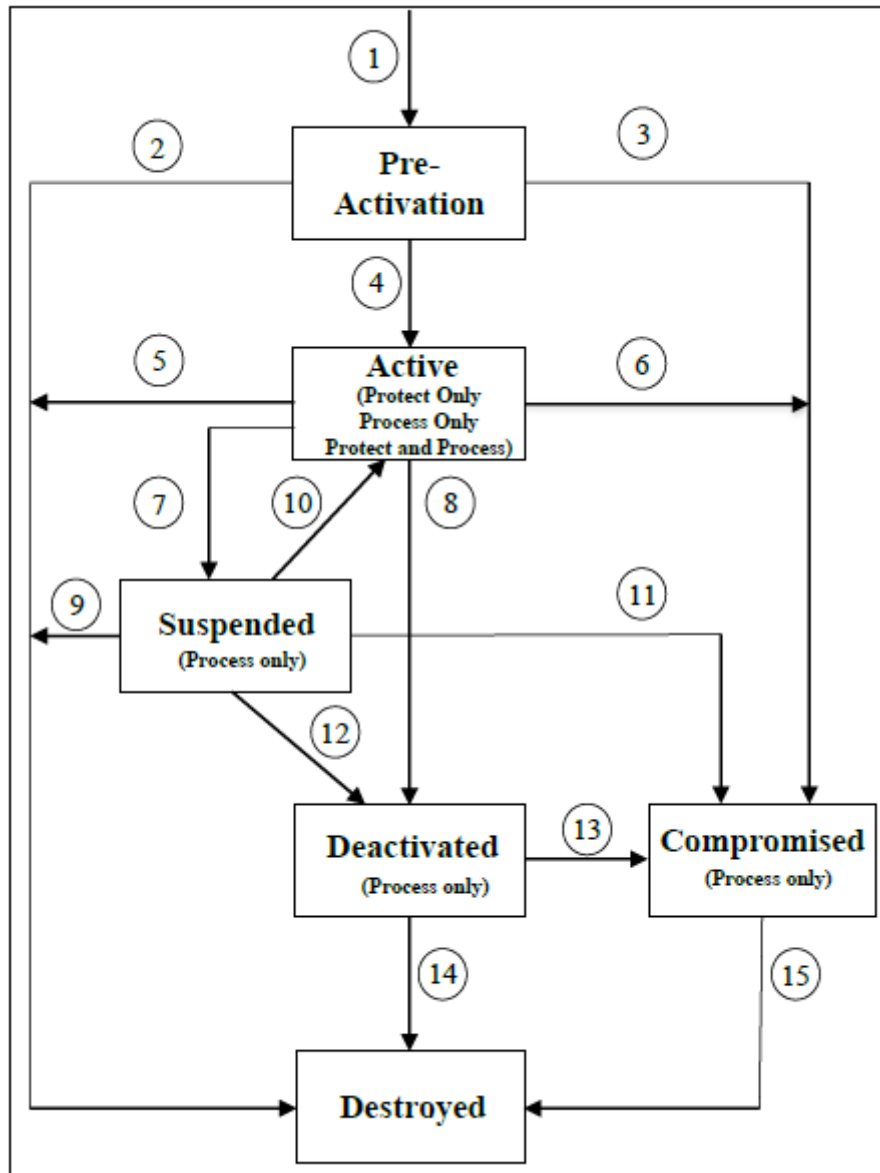 1
2
3
Pre-
Activation
4
5
Active
6
(Protect Only
Process Only
Protect and Process)
7
10
8
9
Suspended
(Process only)
11
12
Deactivated
(Process only)
13
Compromised
(Process only)
14
15
Destroyed